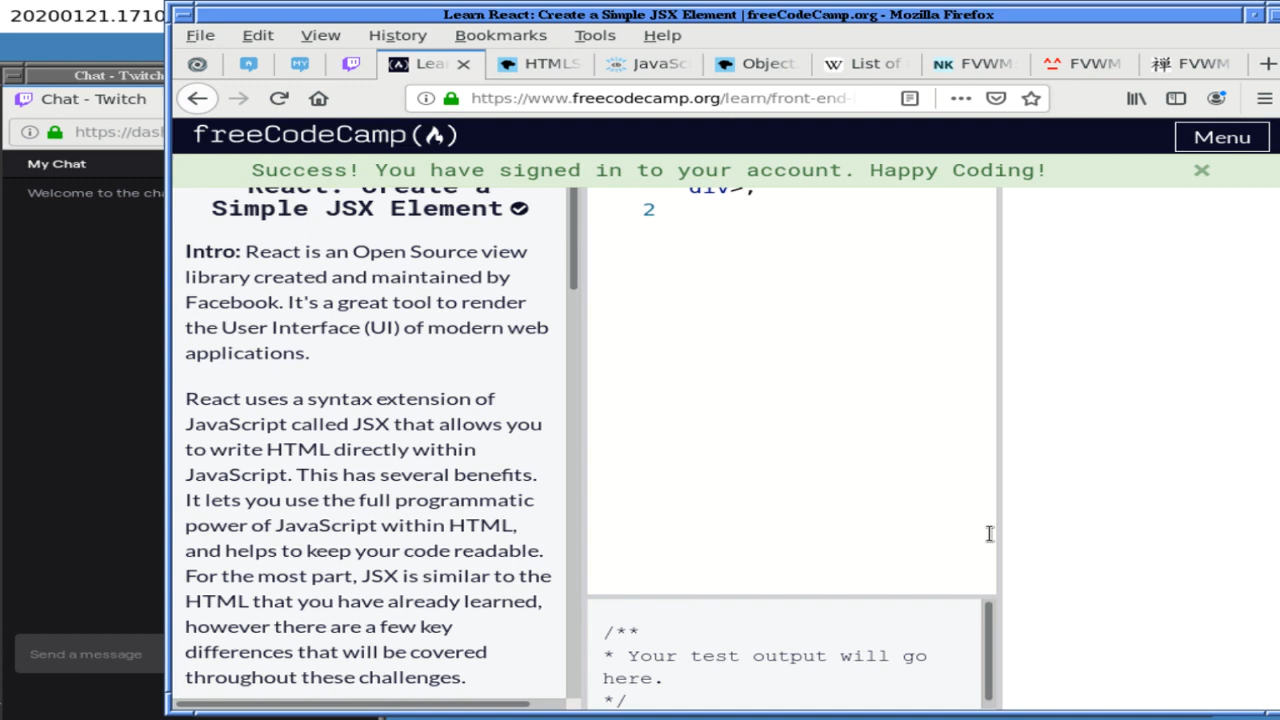 20200121.1710
Learn React: Create a Simple JSX Element | freeCodeCamp.org - Mozilla Firefox
File Edit View History Bookmarks Tools Help
Chat - Twitch
Lea HTML5 JavaSc Object List of FVWM: FVWM FVWM
Chat - Twitch
https://www.freecodecamp.org/learn/front-end-
https://dash
freeCodeCamp Menu
My Chat
Success! You have signed in to your account. Happy Coding!
Welcome to the cha
React: Create a
Simple JSX Element
div>;
2
Intro: React is an Open Source view
library created and maintained by
Facebook. It's a great tool to render
the User Interface (UI) of modern web
applications.
React uses a syntax extension of
JavaScript called JSX that allows you
to write HTML directly within
JavaScript. This has several benefits.
It lets you use the full programmatic
power of JavaScript within HTML,
and helps to keep your code readable.
For the most part, JSX is similar to the
HTML that you have already learned,
however there are a few key
differences that will be covered
throughout these challenges.
Send a message
/**
* Your test output will go
here.
*/